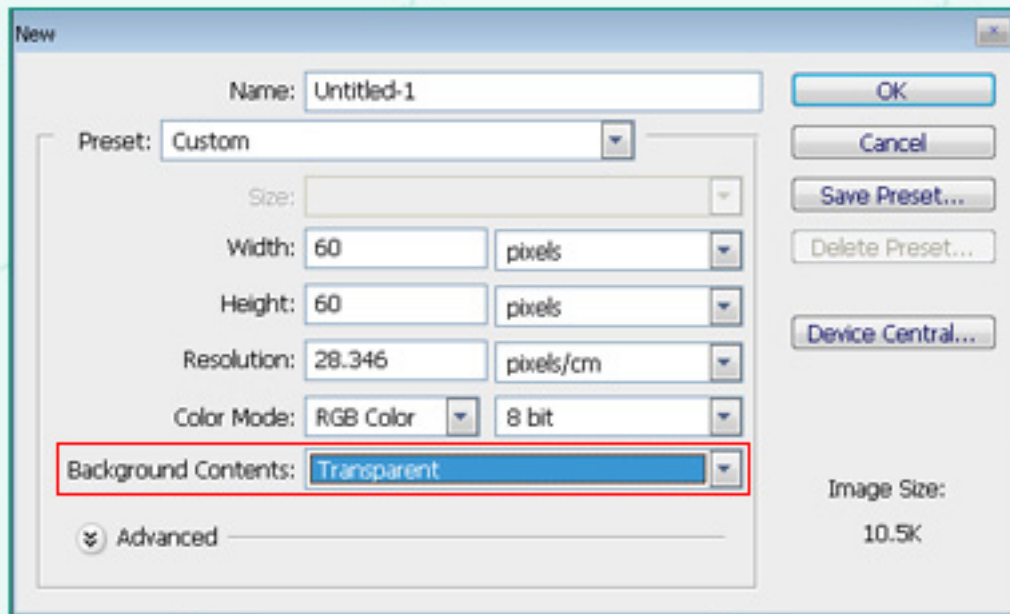 New
Name: Untitled-1
OK
Preset: Custom
Cancel
Size:
Save Preset...
Width: 60 pixels
Delete Preset...
Height: 60 pixels
Device Central...
Resolution: 28.346 pixels/cm
Color Mode: RGB Color 8 bit
Background Contents: Transparent
Image Size:
10.5K
Advanced